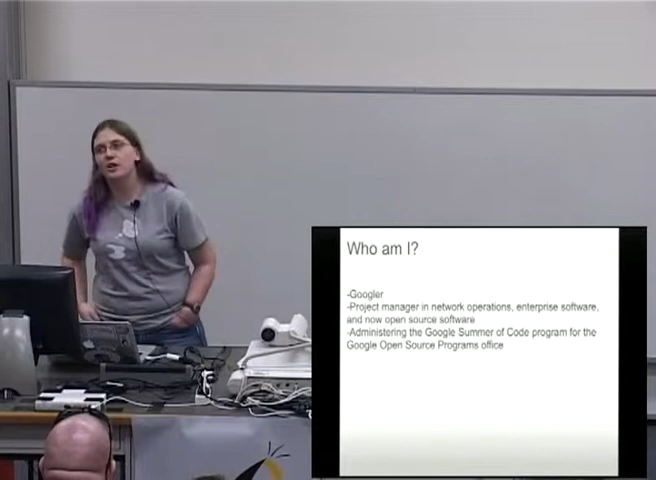 Who am I?
-Googler
-Project manager in network operations, enterprise software,
and now open source software
-Administering the Google Summer of Code program for the
Google Open Source Programs office